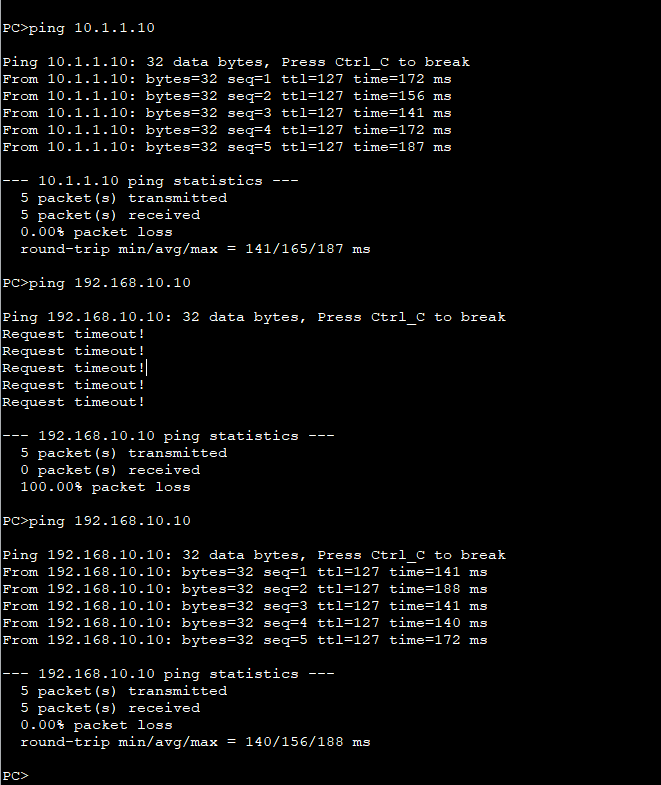 PC>ping 10.1.1.10
Ping 10.1.1.10: 32 data bytes, Press Ctrl_C to break
From 10.1.1.10: bytes=32 seq=1 ttl=127 time=172 ms
From 10.1.1.10: bytes=32 seq=2 ttl=127 time=156 ms
From 10.1.1.10: bytes=32 seq=3 ttl=127 time=141 ms
From 10.1.1.10: bytes=32 seq=4 ttl=127 time=172 ms
From 10.1.1.10: bytes=32 seq=5 ttl=127 time=187 ms
--- 10.1.1.10 ping statistics ---
5 packet(s) transmitted
5 packet(s) received
0.00% packet loss
round-trip min/avg/max = 141/165/187 ms
PC>ping 192.168.10.10
Ping 192.168.10.10: 32 data bytes, Press Ctrl_C to break
Request timeout!
Request timeout!
Request timeout!
Request timeout!
Request timeout!
--- 192.168.10.10 ping statistics ---
5 packet(s) transmitted
0 packet(s) received
100.00% packet loss
PC>ping 192.168.10.10
Ping 192.168.10.10: 32 data bytes, Press Ctrl_C to break
From 192.168.10.10: bytes=32 seq=1 ttl=127 time=141 ms
From 192.168.10.10: bytes=32 seq=2 ttl=127 time=188 ms
From 192.168.10.10: bytes=32 seq=3 ttl=127 time=141 ms
From 192.168.10.10: bytes=32 seq=4 ttl=127 time=140 ms
From 192.168.10.10: bytes=32 seq=5 ttl=127 time=172 ms
--- 192.168.10.10 ping statistics ---
5 packet(s) transmitted
5 packet(s) received
0.00% packet loss
round-trip min/avg/max = 140/156/188 ms
PC>